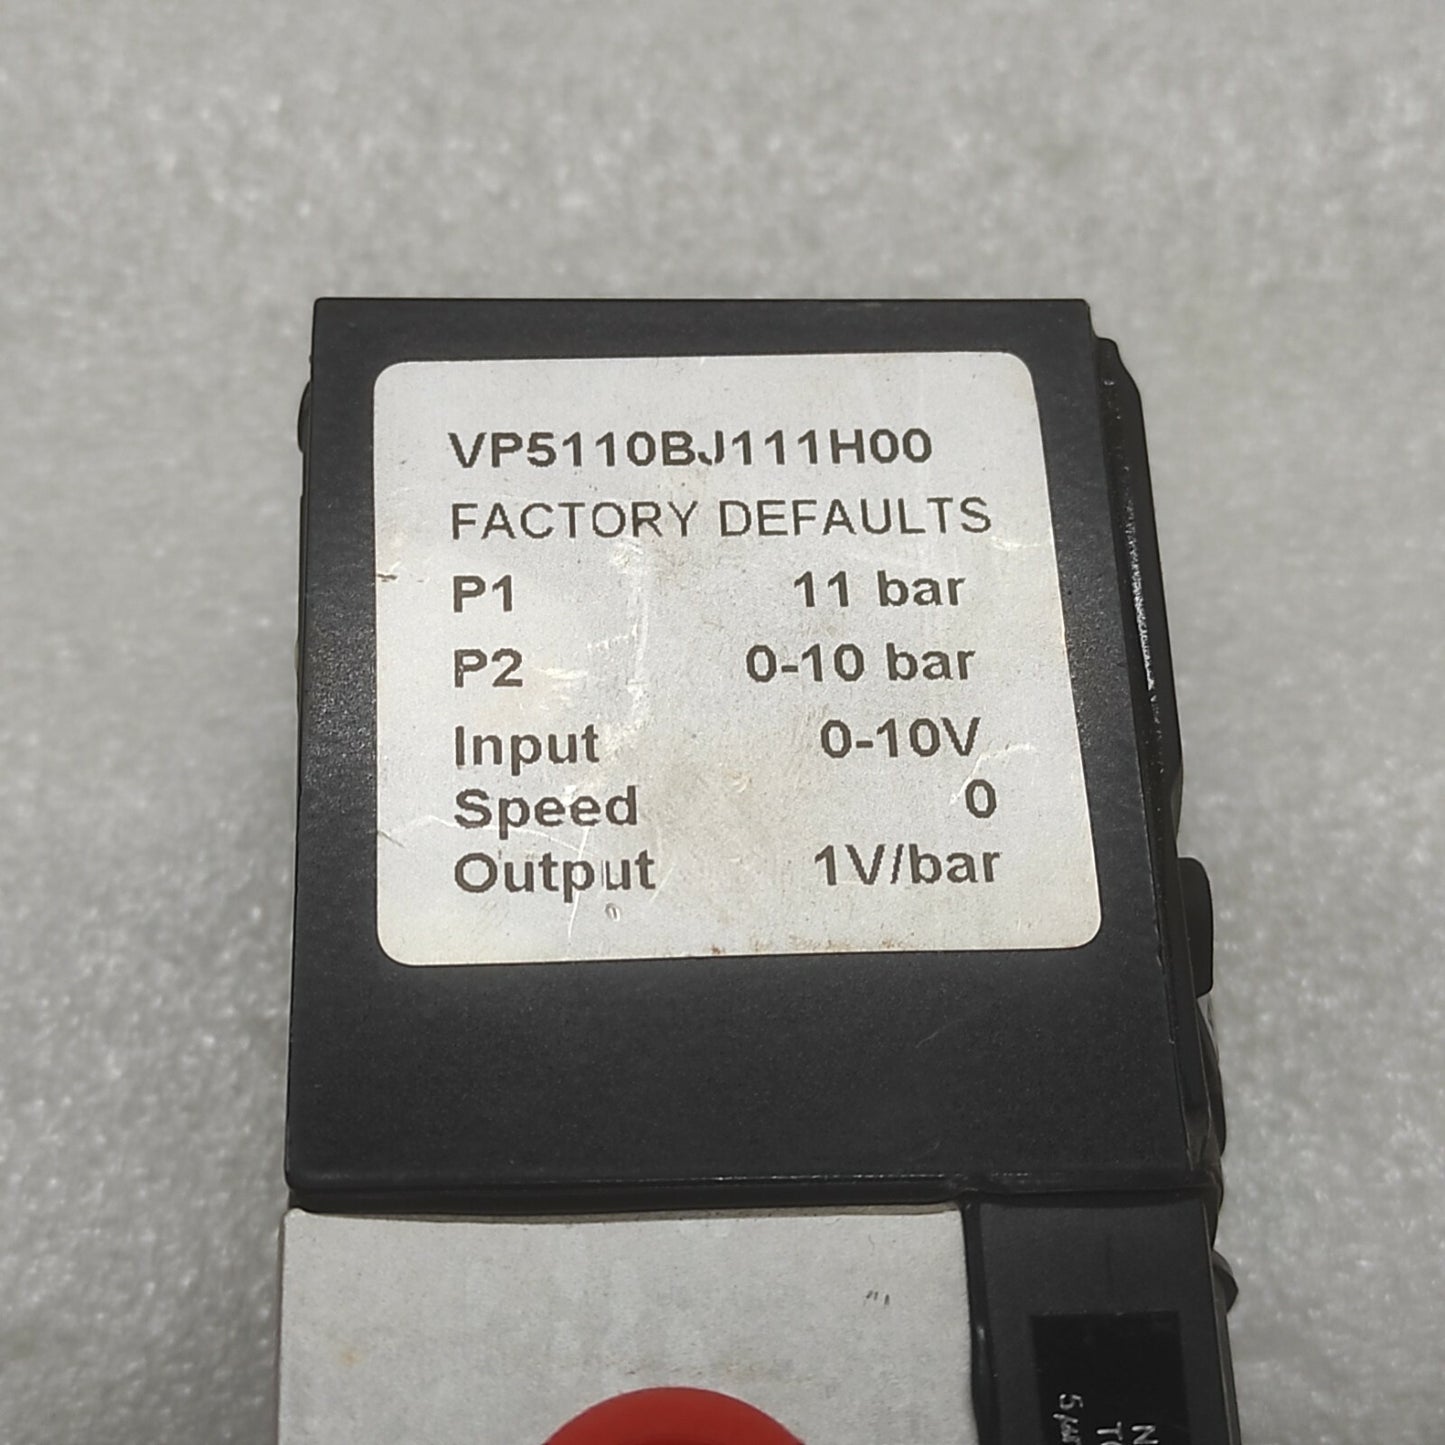 VP5110BJ111H00
FACTORY DEFAULTS
P1 11 bar
P2 0-10 bar
Input 0-10V
Speed 0
Output 1V/bar